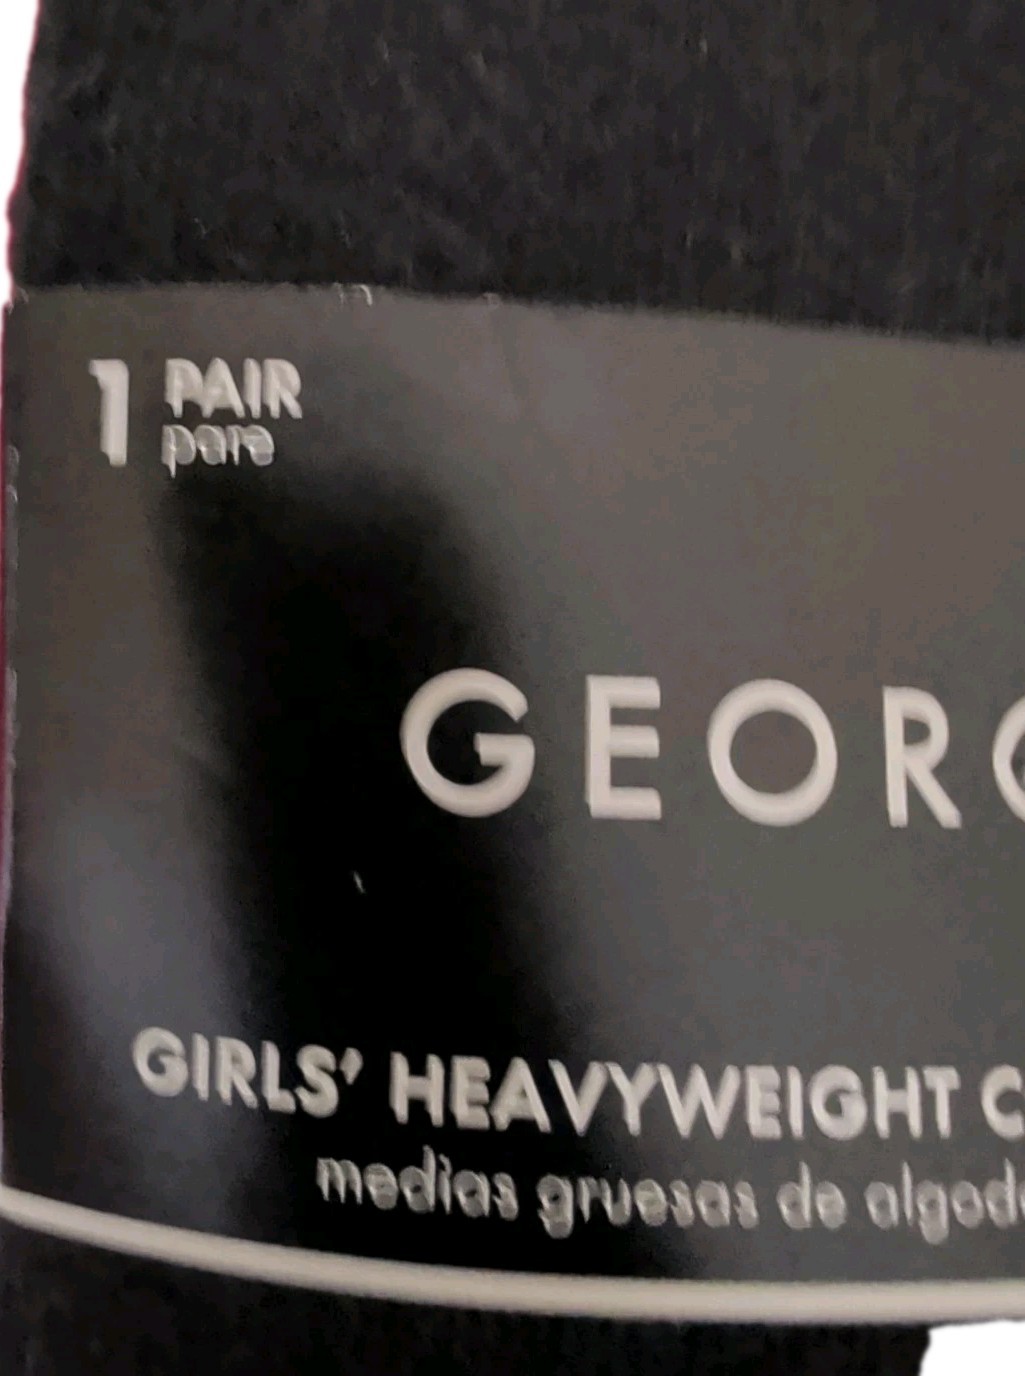 1 PAIR
pare
GEORG
GIRLS' HEAVYWEIGHT C
medias gruesas de algod